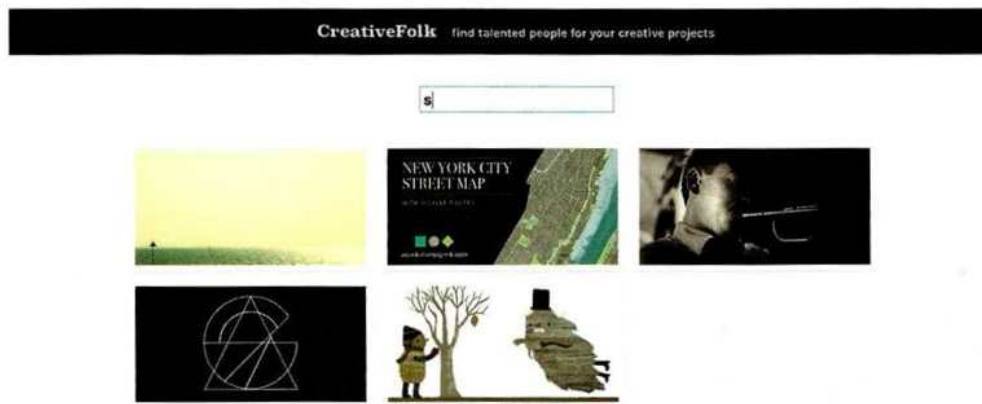 CreativeFolk find talented people for your creative projects
s
NEW YORK CITY
STREET MAP